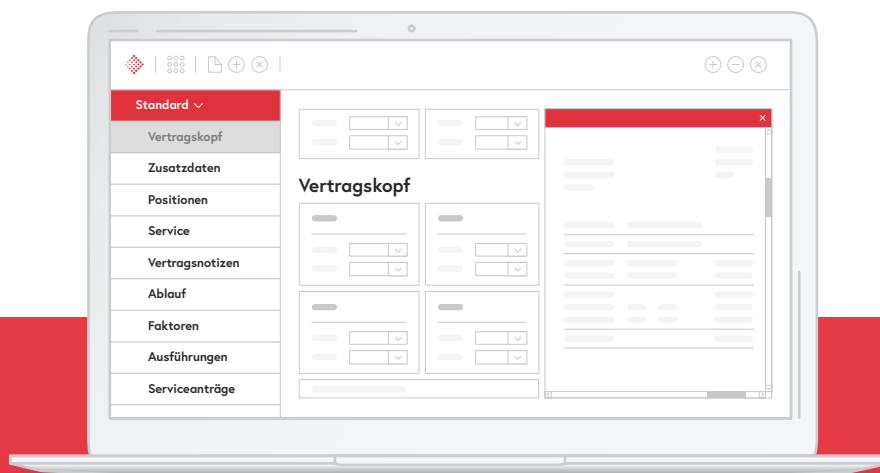 Standard
Vertragskopf
Zusatzdaten
Positionen
Vertragskopf
Service
Vertragsnotizen
Ablauf
Faktoren
Ausführungen
Serviceanträge